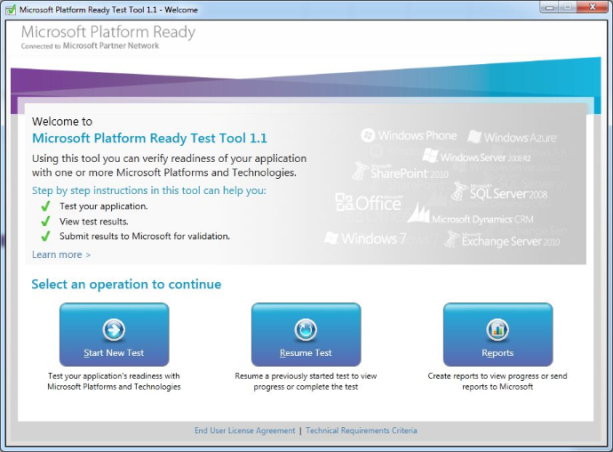 Microsoft Platform Ready Test Tool 1.1 - Welcome
Microsoft Platform Ready
Connected to Microsoft Partner Network
Welcome to
Microsoft Platform Ready Test Tool 1.1
Using this tool you can verify readiness of your application
with one or more Microsoft Platforms and Technologies.
Step by step instructions in this tool can help you:
Test your application.
View test results.
Submit results to Microsoft for validation.
Learn more >
Windows Phone
Windows Azure
Windows Server 2008 R2
Microsoft
SharePoint 2010
Microsoft
SQL Server 2008
Office
Microsoft Dynamics CRM
Windows 7
Microsoft
Exchange Server 2010
Select an operation to continue
Start New Test
Resume Test
Reports
Test your application's readiness with
Microsoft Platforms and Technologies
Resume a previously started test to view
progress or complete the test
Create reports to view progress or send
reports to Microsoft
End User License Agreement | Technical Requirements Criteria